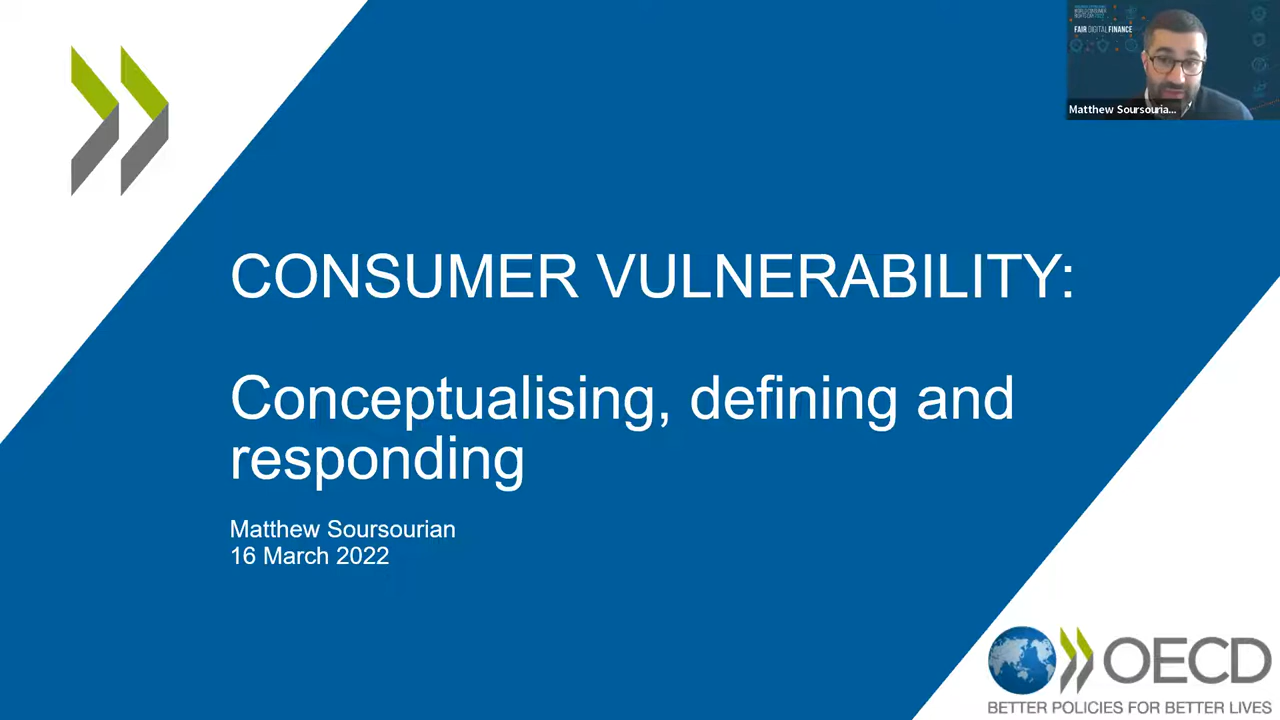 FAIR DIGITAL FINANCE
Matthew Soursouria...
CONSUMER VULNERABILITY:
Conceptualising, defining and
responding
Matthew Soursourian
16 March 2022
OECD
BETTER POLICIES FOR BETTER LIVES